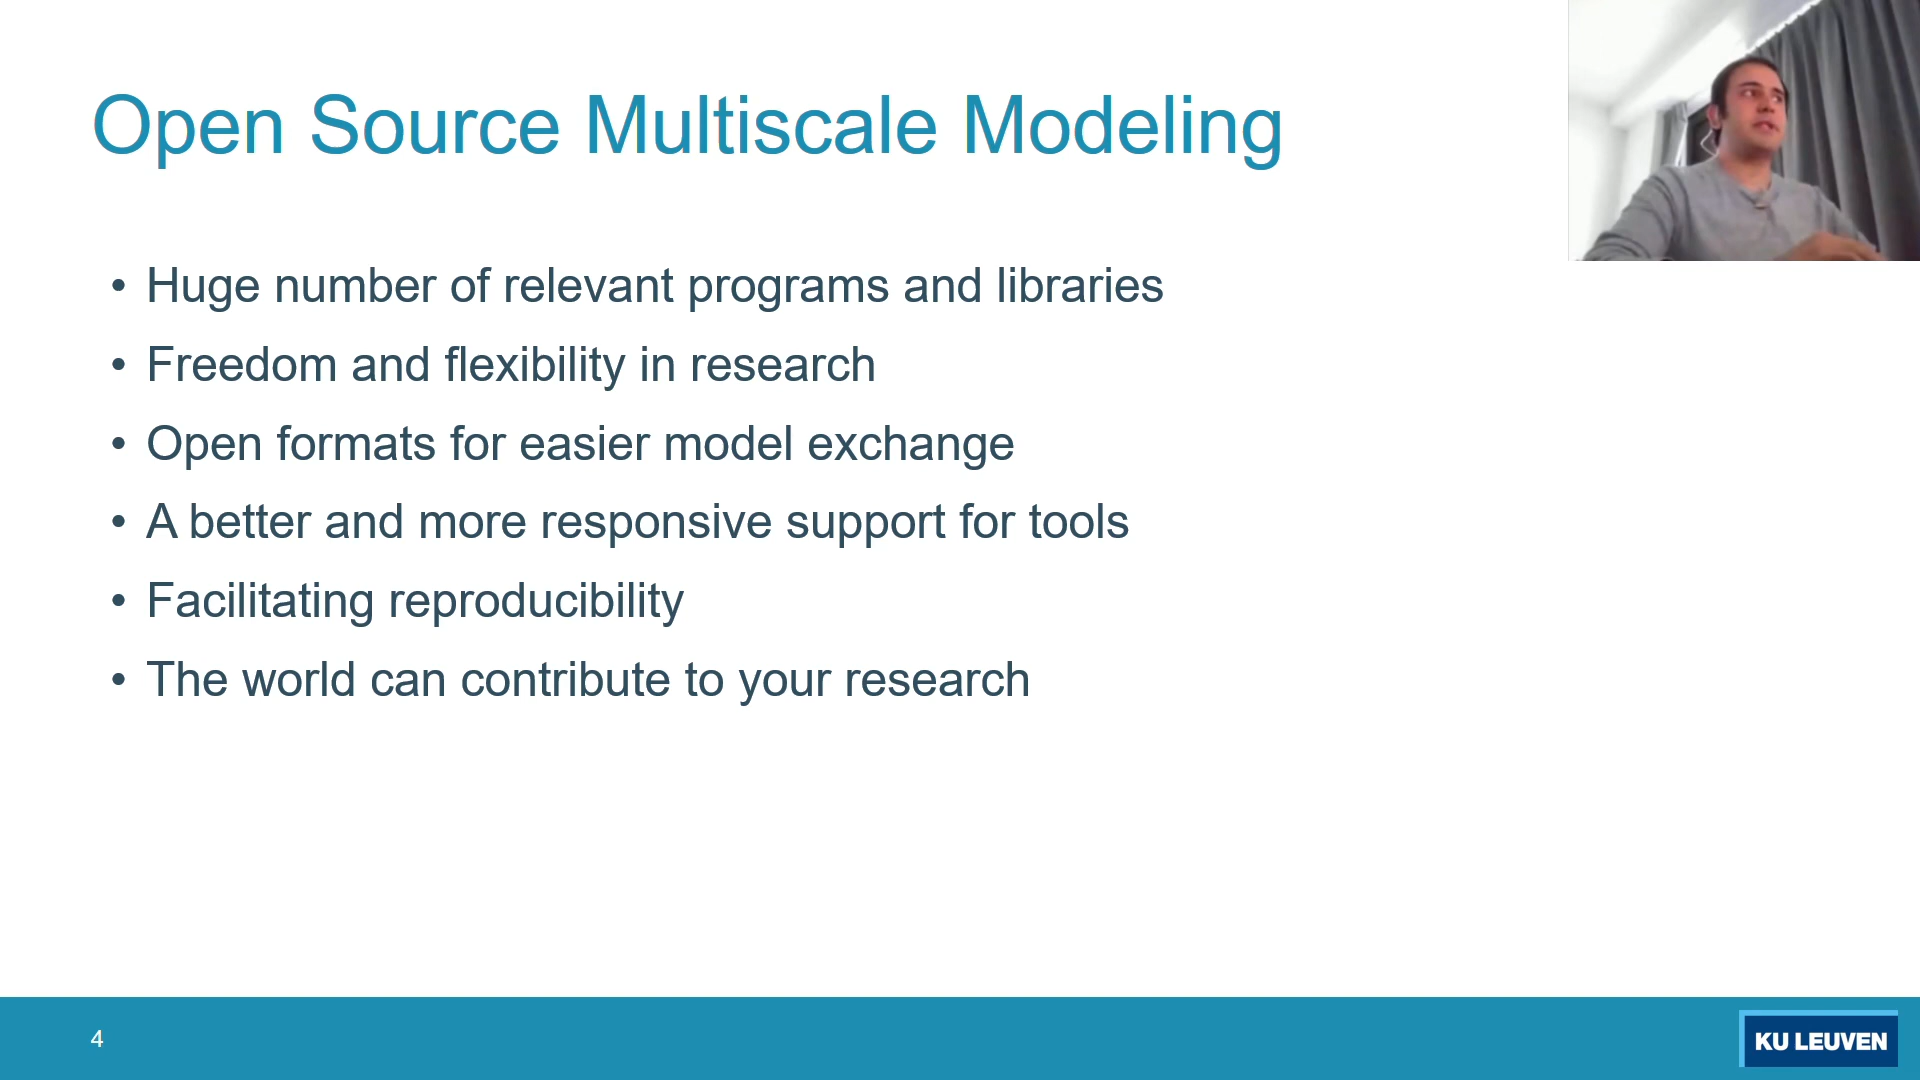 Open Source Multiscale Modeling
• Huge number of relevant programs and libraries
• Freedom and flexibility in research
• Open formats for easier model exchange
• A better and more responsive support for tools
• Facilitating reproducibility
• The world can contribute to your research
4
KU LEUVEN